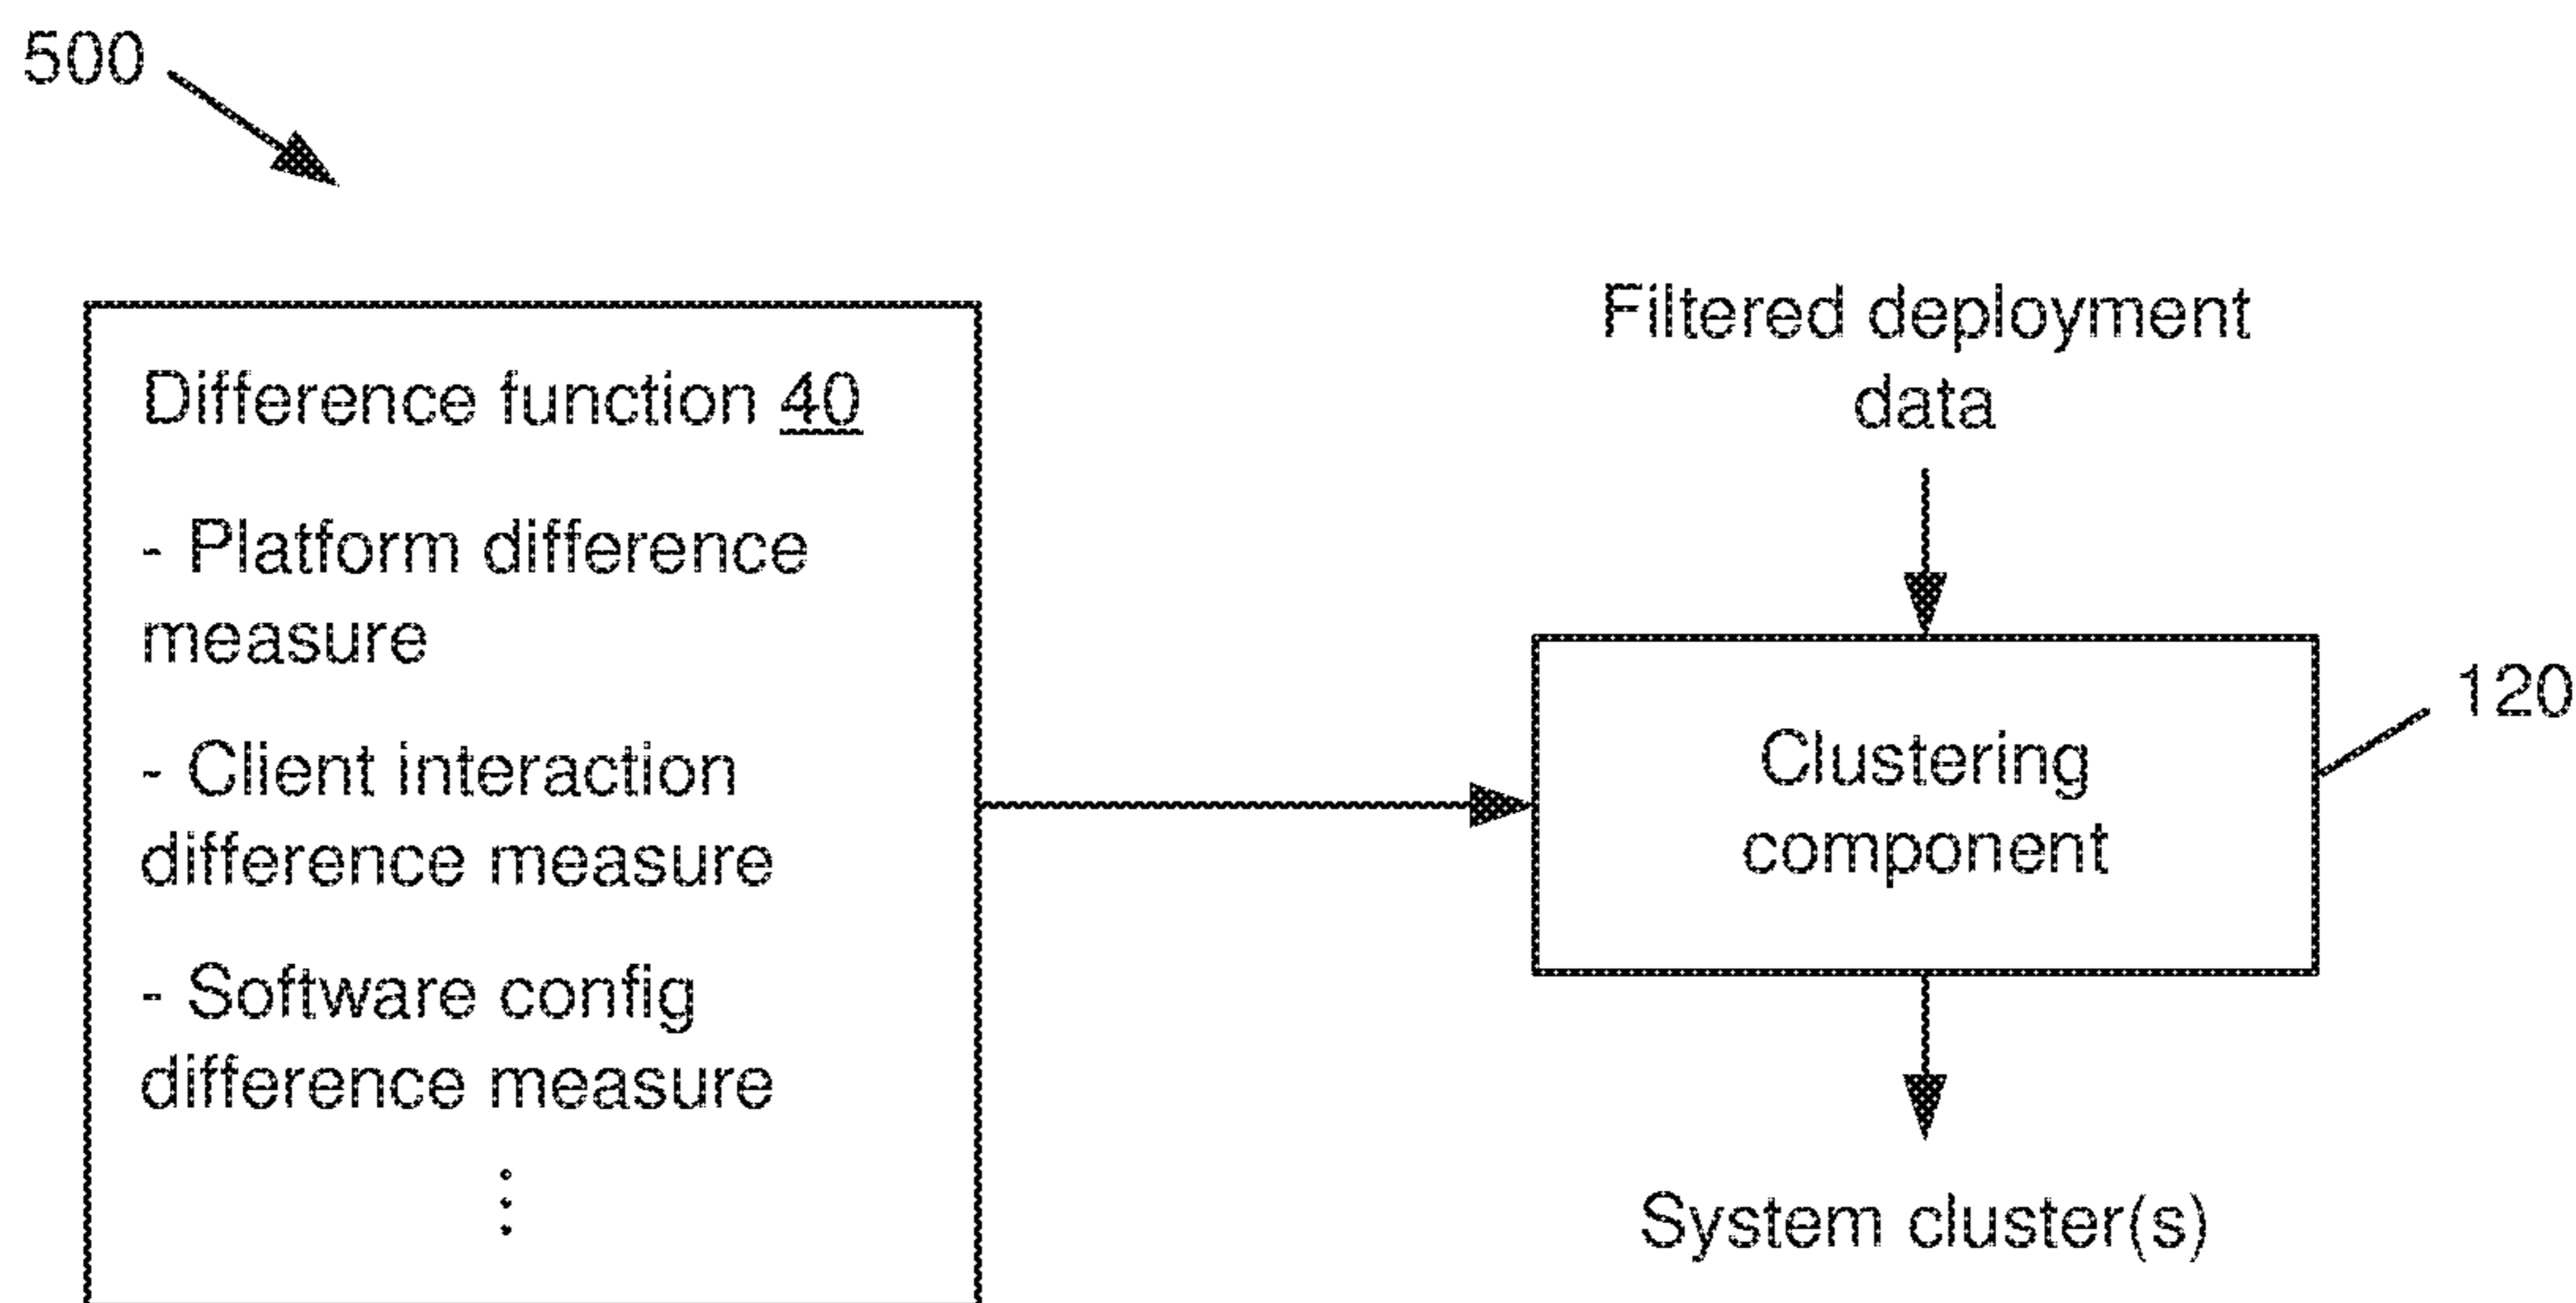 500
Difference function 40
- Platform difference
measure
- Client interaction
difference measure
- Software config
difference measure
⋮
Filtered deployment
data
Clustering
component
120
System cluster(s)